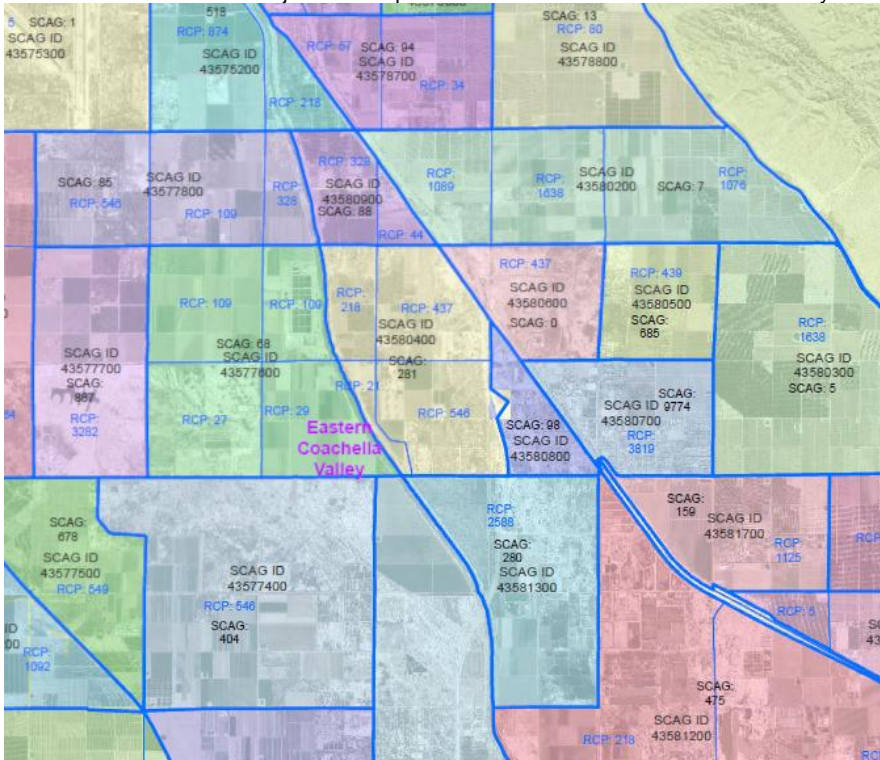 518
SCAG: 13
5 SCAG: 1
RCP: 874
RCP: 80
SCAG ID
43575300
SCAG ID
43575200
RCP: 57
SCAG: 94
SCAG ID
43578700
SCAG ID
43578800
RCP: 34
RCP: 218
RCP: 328
SCAG ID
43580900
SCAG: 88
RCP:
1089
RCP:
1638
SCAG ID
43580200
SCAG: 7
RCP:
1076
SCAG: 85
SCAG ID
43577800
RCP: 546
RCP: 109
RCP:
328
RCP: 44
RCP: 437
RCP: 439
SCAG ID
43580600
SCAG: 0
SCAG ID
43580500
SCAG:
685
RCP: 109
RCP: 109
RCP:
218
RCP: 437
SCAG ID
43580400
SCAG:
281
RCP:
1638
SCAG ID
43580300
SCAG: 5
SCAG ID
43577700
SCAG:
887
RCP:
3282
SCAG: 68
SCAG ID
43577600
RCP: 21
RCP: 27
RCP: 29
RCP: 546
SCAG: 98
SCAG ID
43580800
SCAG:
9774
SCAG ID
43580700
RCP:
3819
Eastern
Coachella
Valley
SCAG:
678
SCAG ID
43577500
RCP: 549
SCAG ID
43577400
RCP: 546
SCAG:
404
RCP:
2588
SCAG:
280
SCAG ID
43581300
SCAG:
159
SCAG ID
43581700
RCP:
1125
RCP
RCP: 5
ID
RCP:
1092
SCAG:
475
SCAG ID
43581200
RCP: 218